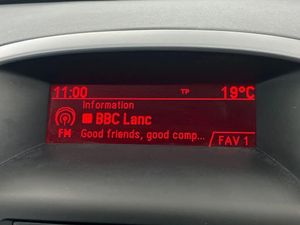 11:00 TP 19°C
Information
BBC Lanc
FM Good friends, good comp... FAV 1